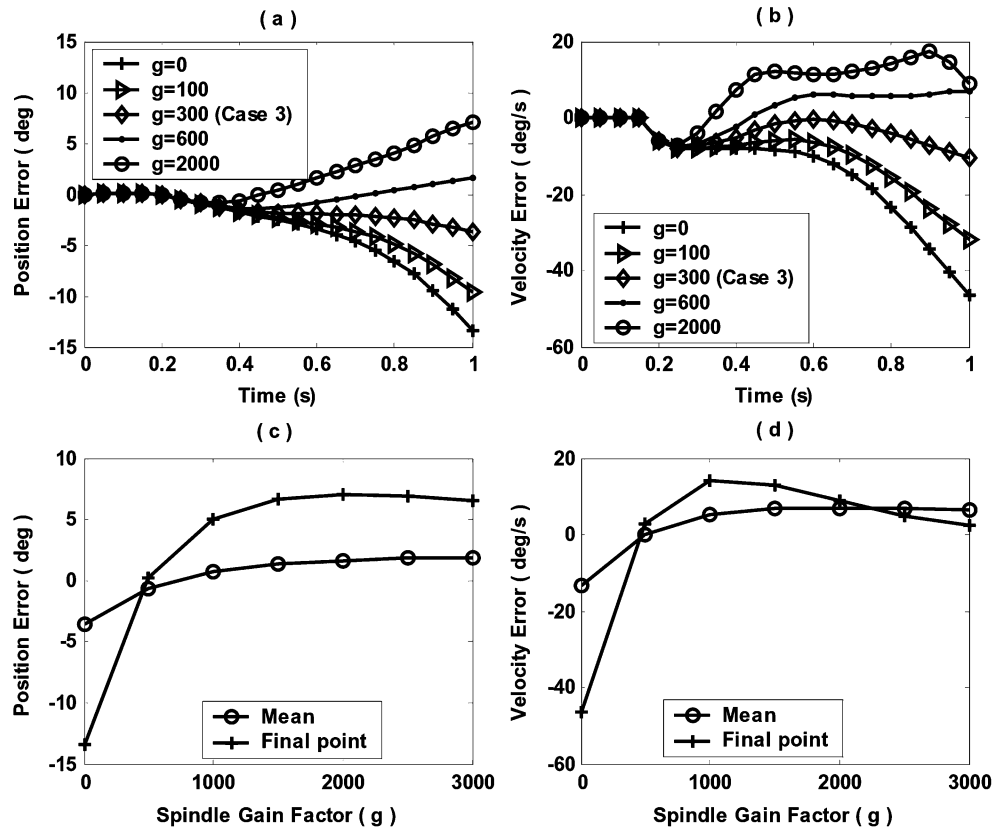 ( a )
15
10
5
0
-5
-10
-15
Position Error ( deg)
g=0
g=100
g=300 (Case 3)
g=600
g=2000
0 0.2 0.4 0.6 0.8 1
Time (s)
( b )
20
0
-20
-40
-60
Velocity Error ( deg/s)
g=0
g=100
g=300 (Case 3)
g=600
g=2000
0 0.2 0.4 0.6 0.8 1
Time (s)
( c )
10
5
0
-5
-10
-15
Position Error ( deg )
Mean
Final point
0 1000 2000 3000
Spindle Gain Factor ( g )
( d )
20
0
-20
-40
-60
Velocity Error ( deg/s)
Mean
Final point
0 1000 2000 3000
Spindle Gain Factor ( g )